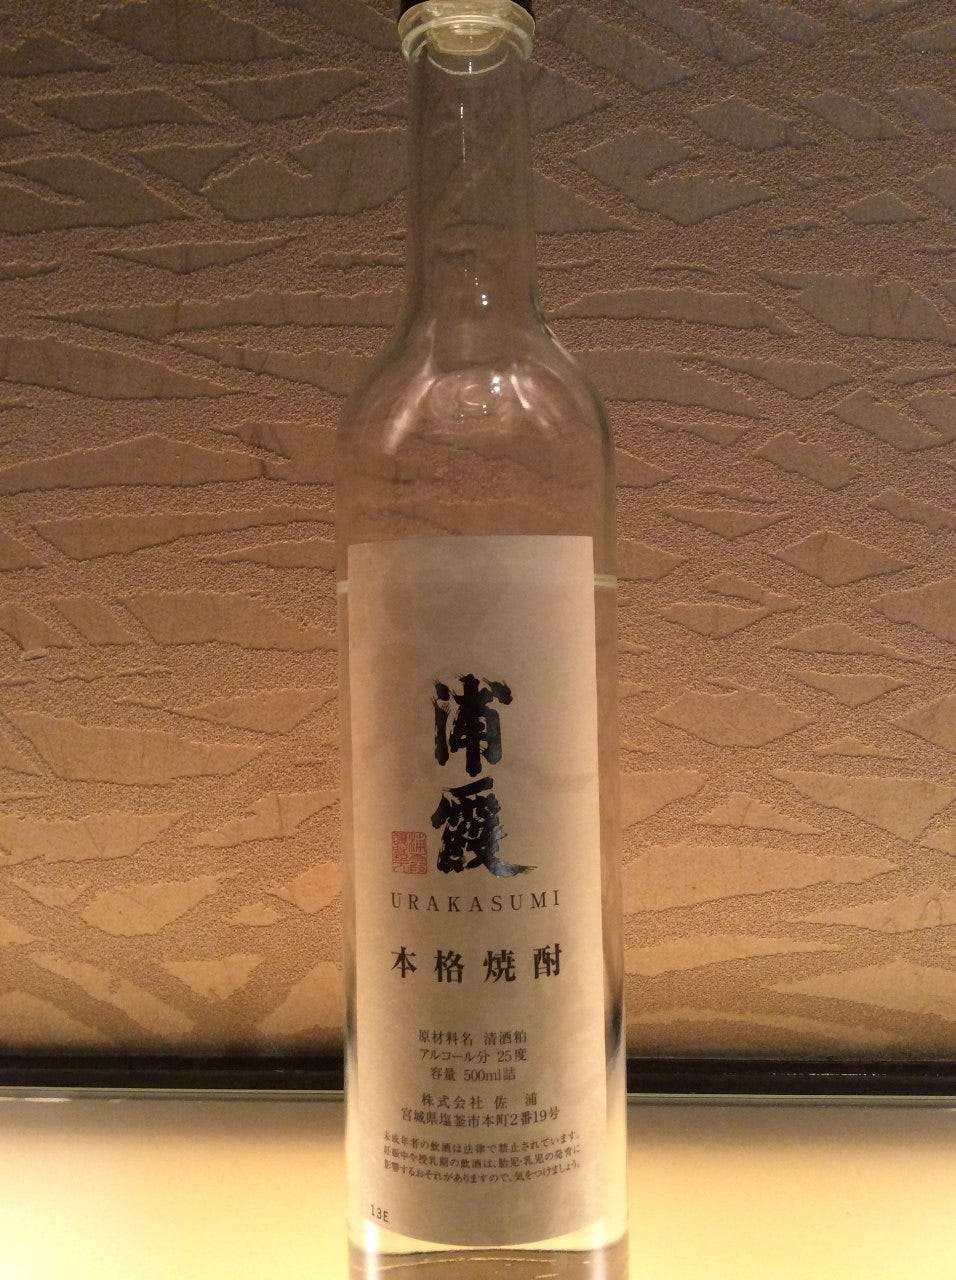 浦霞
URAKASUMI
本格焼酎
原材料名 清酒粕
アルコール分 25度
容量 500ml詰
株式会社 佐 浦
宮城県塩釜市本町2番19号
未成年者の飲酒は法律で禁止されています。
妊娠中や授乳期の飲酒は、胎児・乳児の発育に
影響するおそれがありますので、気をつけましょう。
13E